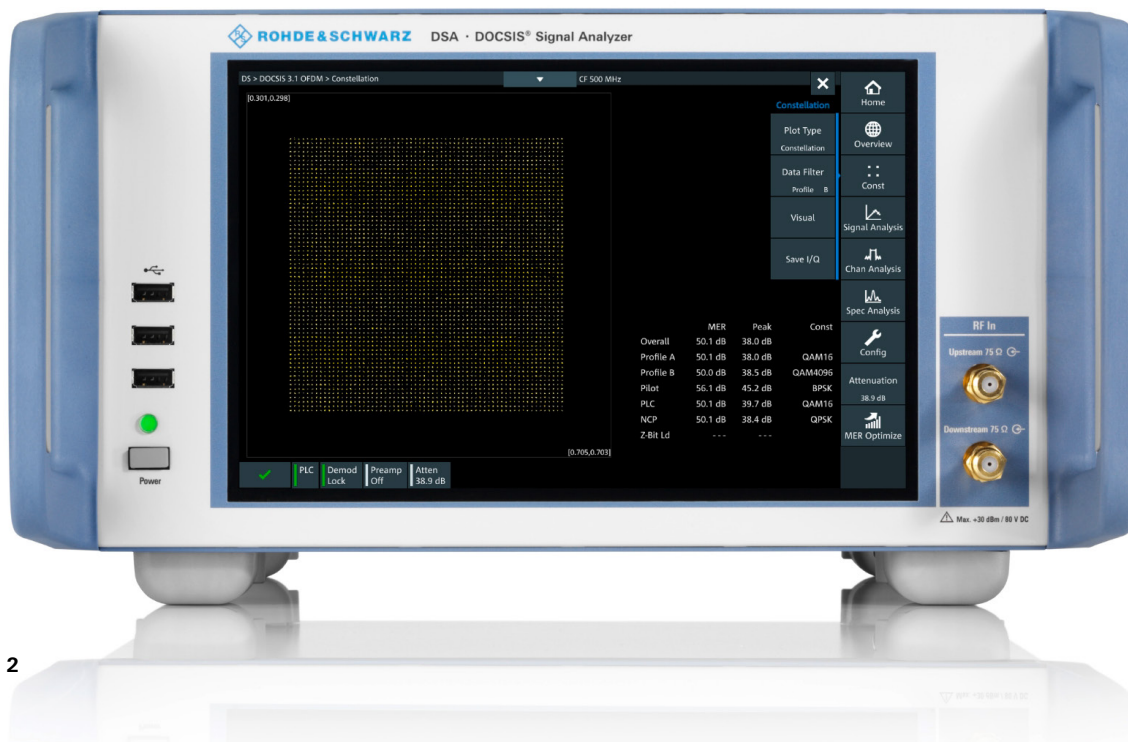 ROHDE&SCHWARZ DSA · DOCSIS® Signal Analyzer
DS > DOCSIS 3.1 OFDM > Constellation CF 500 MHz
[0.301,0.298]
Constellation
Plot Type
Constellation
Data Filter
Profile B
Visual
Save I/Q
Home
Overview
Const
Signal Analysis
Chan Analysis
Spec Analysis
Config
Attenuation
38.9 dB
MER Optimize
MER Peak Const
Overall 50.1 dB 38.0 dB
Profile A 50.1 dB 38.0 dB QAM16
Profile B 50.0 dB 38.5 dB QAM4096
Pilot 56.1 dB 45.2 dB BPSK
PLC 50.1 dB 39.7 dB QAM16
NCP 50.1 dB 38.4 dB QPSK
Z-Bit Ld --- ---
[0.705,0.703]
PLC
Demod
Lock
Preamp
Off
Atten
38.9 dB
Power
RF In
Upstream 75 Ω
Downstream 75 Ω
Max. +30 dBm / 80 V DC
2